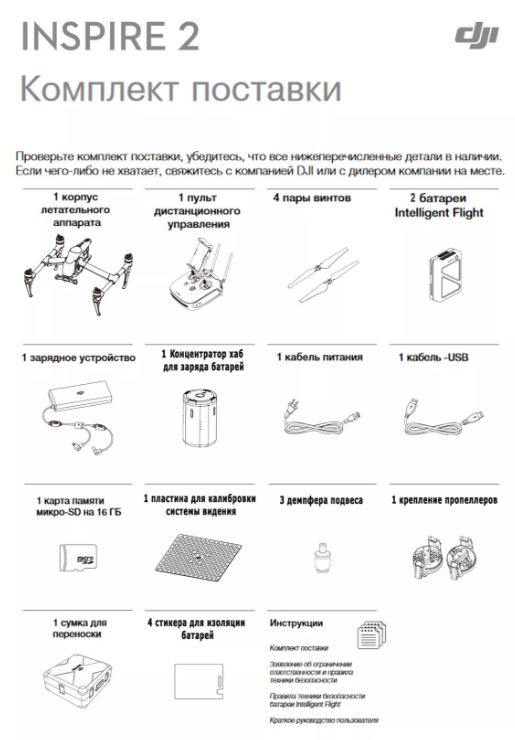 INSPIRE 2
dji
Комплект поставки
Проверьте комплект поставки, убедитесь, что все нижеперечисленные детали в наличии.
Если чего-либо не хватает, свяжитесь с компанией DJI или с дилером компании на месте.
1 корпус
летательного
аппарата
1 пульт
дистанционного
управления
4 пары винтов
2 батареи
Intelligent Flight
1 зарядное устройство
1 Концентратор хаб
для заряда батарей
1 кабель питания
1 кабель -USB
1 карта памяти
микро-SD на 16 ГБ
micro
1 пластина для калибровки
системы видения
3 демпфера подвеса
1 крепление пропеллеров
1 сумка для
переноски
4 стикера для изоляции
батарей
Инструкции
Комплект поставки
Заявление об ограничении
ответственности и правила
техники безопасности
Правила техники безопасности
батареи Intelligent Flight
Краткое руководство пользователя